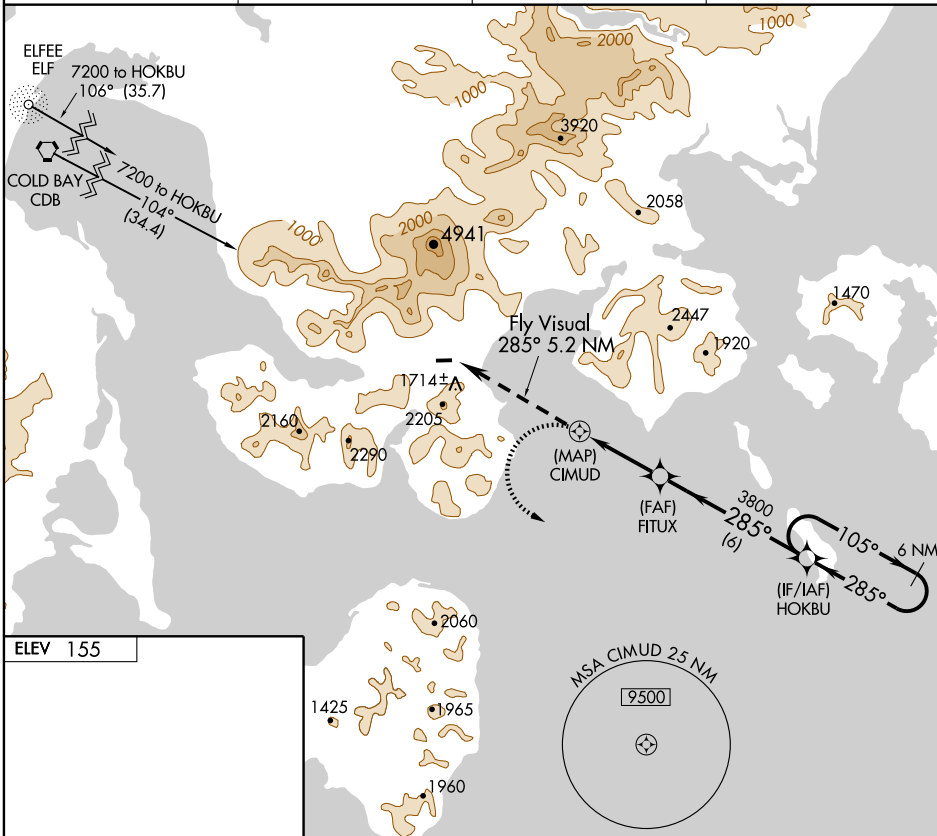 1000
2000
ELFEE
ELF
7200 to HOKBU
106° (35.7)
1000
3920
COLD BAY
CDB
7200 to HOKBU
104°
(34.4)
2058
1000
2000
4941
1470
2447
Fly Visual
285° 5.2 NM
1920
1714±
2205
2160
2290
(MAP)
CIMUD
(FAF)
FITUX
3800
285°
(6)
105°
6 NM
285°
(IF/IAF)
HOKBU
2060
ELEV 155
MSA CIMUD 25 NM
9500
1425
1965
1960